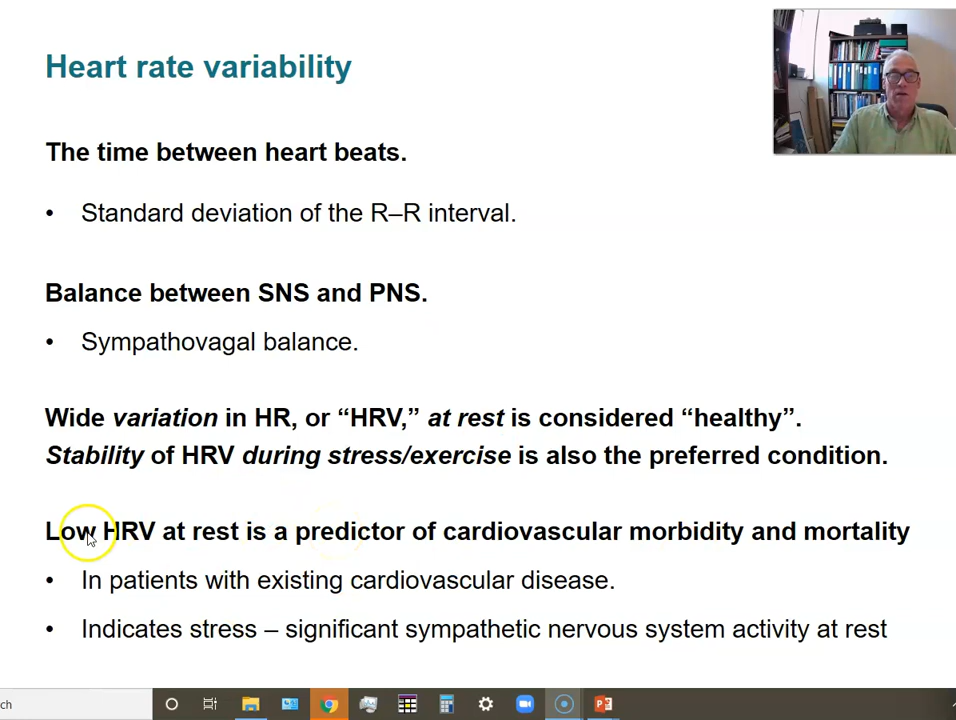 Heart rate variability
The time between heart beats.
• Standard deviation of the R–R interval.
Balance between SNS and PNS.
• Sympathovagal balance.
Wide variation in HR, or “HRV,” at rest is considered “healthy”.
Stability of HRV during stress/exercise is also the preferred condition.
Low HRV at rest is a predictor of cardiovascular morbidity and mortality
• In patients with existing cardiovascular disease.
• Indicates stress – significant sympathetic nervous system activity at rest
ch